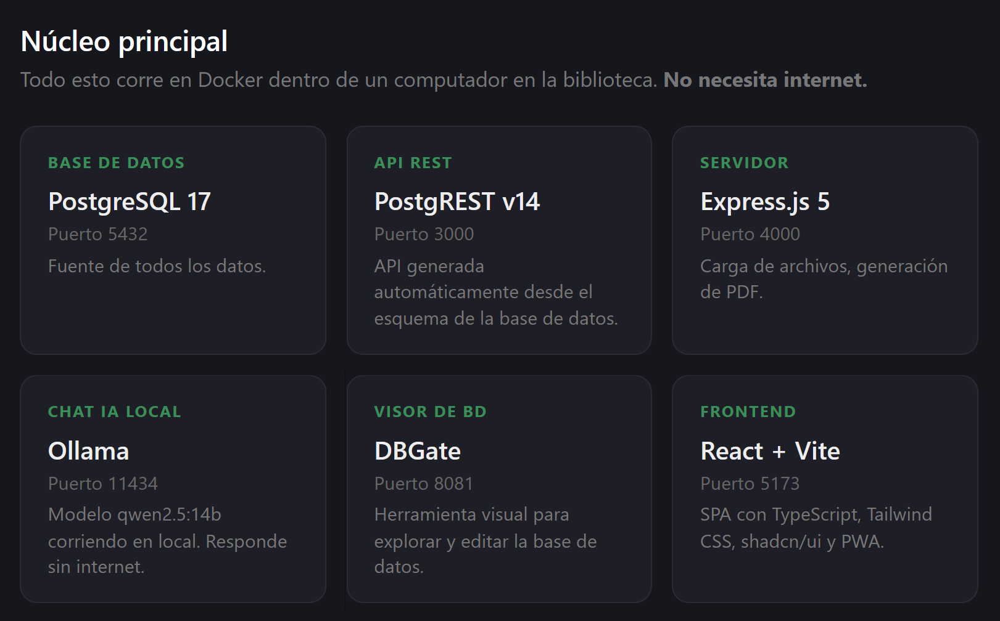 Núcleo principal
Todo esto corre en Docker dentro de un computador en la biblioteca. No necesita internet.
BASE DE DATOS
PostgreSQL 17
Puerto 5432
Fuente de todos los datos.
API REST
PostgREST v14
Puerto 3000
API generada
automáticamente desde el
esquema de la base de datos.
SERVIDOR
Express.js 5
Puerto 4000
Carga de archivos, generación
de PDF.
CHAT IA LOCAL
Ollama
Puerto 11434
Modelo qwen2.5:14b
corriendo en local. Responde
sin internet.
VISOR DE BD
DBGate
Puerto 8081
Herramienta visual para
explorar y editar la base de
datos.
FRONTEND
React + Vite
Puerto 5173
SPA con TypeScript, Tailwind
CSS, shadcn/ui y PWA.